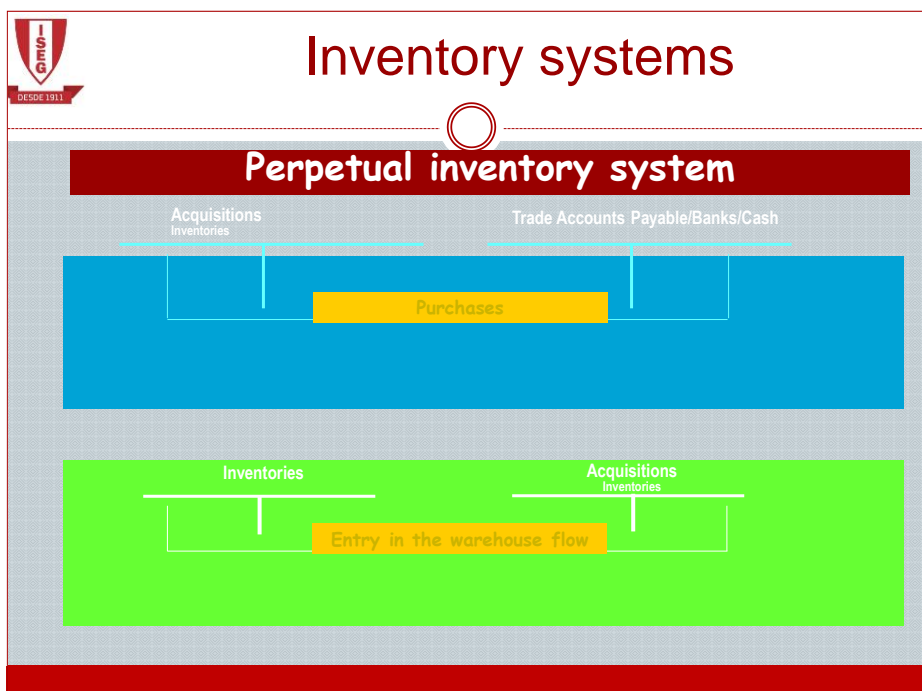 ISEG
DESDE 1911
Inventory systems
Perpetual inventory system
Acquisitions
Inventories
Trade Accounts Payable/Banks/Cash
Purchases
Inventories
Acquisitions
Inventories
Entry in the warehouse flow